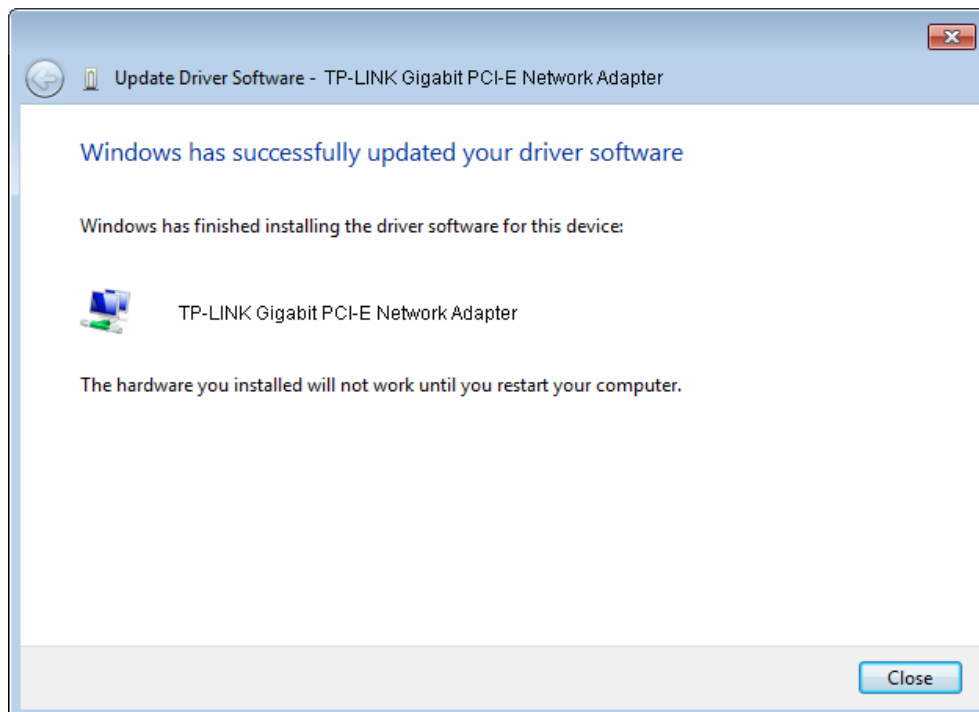 Update Driver Software - TP-LINK Gigabit PCI-E Network Adapter
Windows has successfully updated your driver software
Windows has finished installing the driver software for this device:
TP-LINK Gigabit PCI-E Network Adapter
The hardware you installed will not work until you restart your computer.
Close